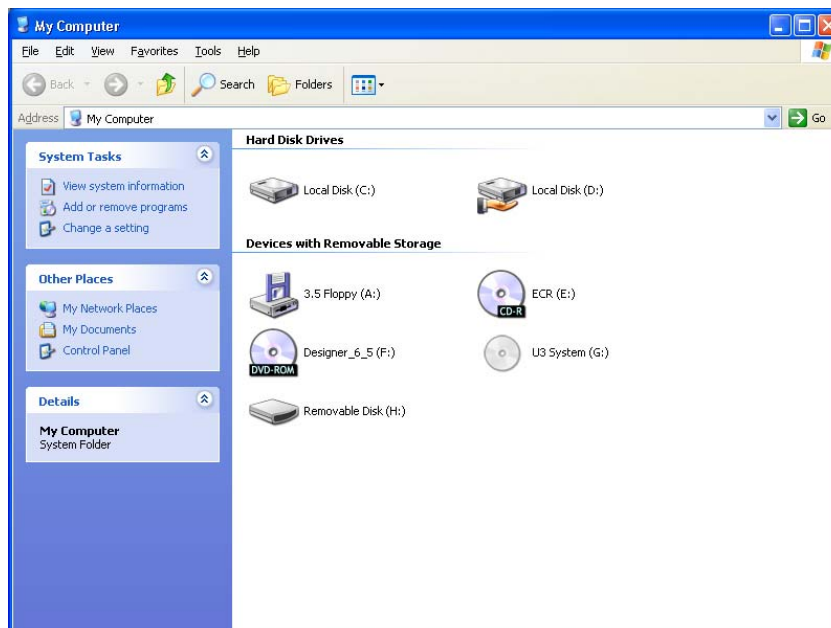 My Computer
File Edit View Favorites Tools Help
Back Search Folders
Address My Computer Go
System Tasks
View system information
Add or remove programs
Change a setting
Other Places
My Network Places
My Documents
Control Panel
Details
My Computer
System Folder
Hard Disk Drives
Local Disk (C:) Local Disk (D:)
Devices with Removable Storage
3.5 Floppy (A:) ECR (E:)
CD-R
Designer_6_5 (F:) U3 System (G:)
DVD-ROM
Removable Disk (H:)